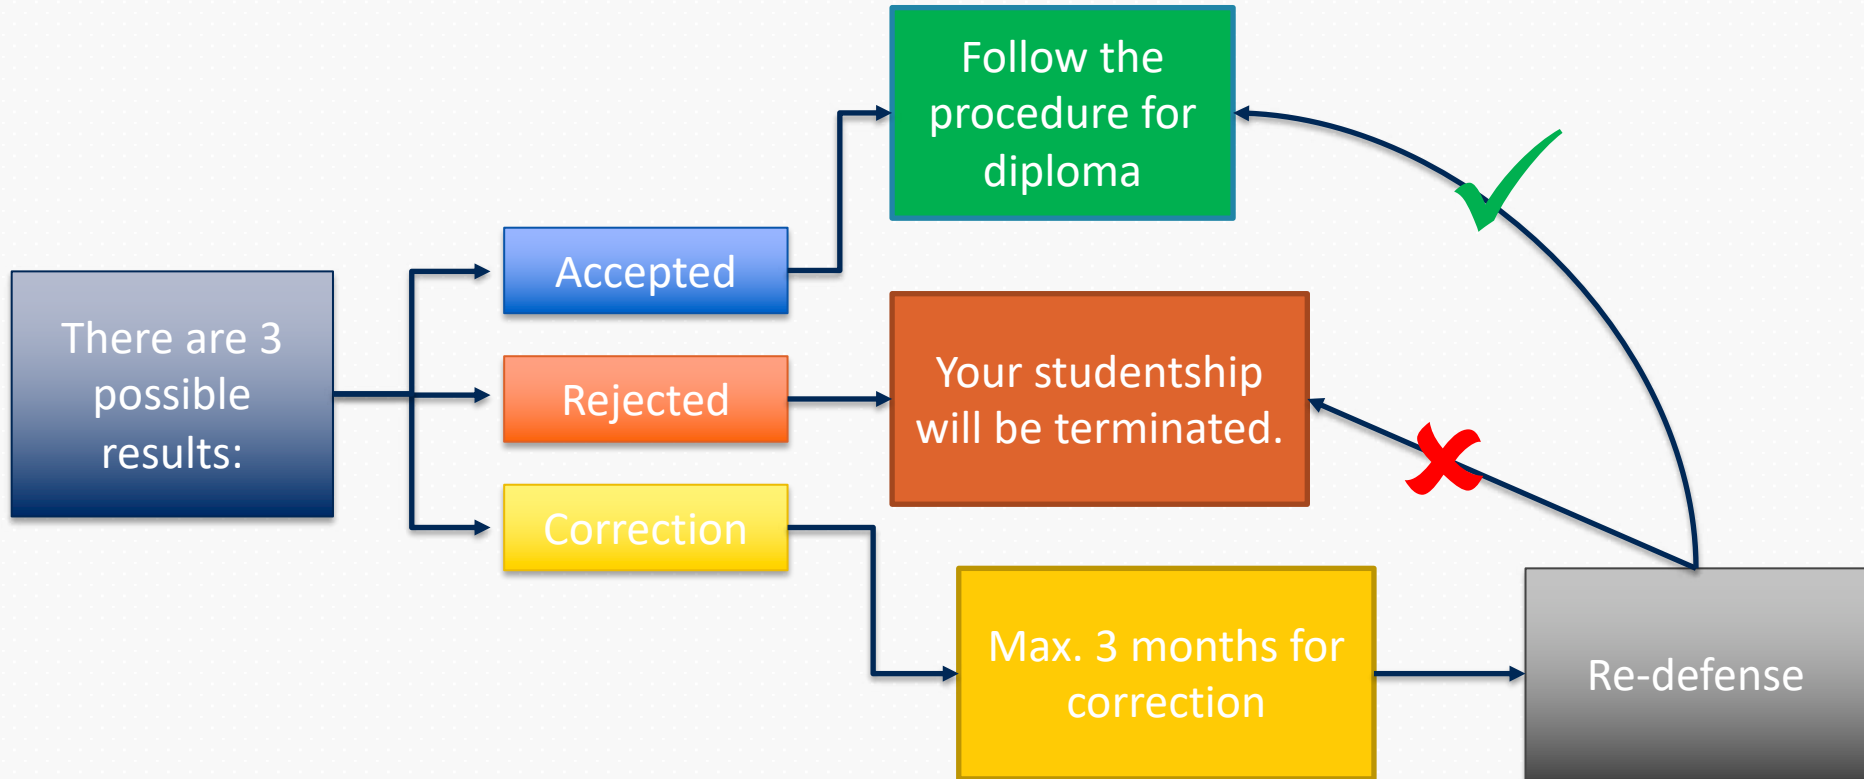 There are 3
possible
results:
Accepted
Rejected
Correction
Follow the
procedure for
diploma
Your studentship
will be terminated.
Max. 3 months for
correction
Re-defense